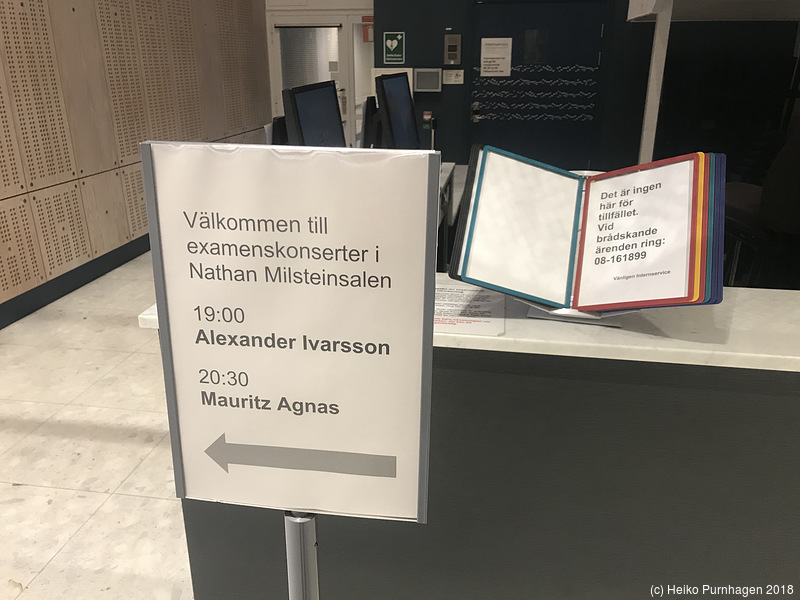 Välkommen till
examenskonserter i
Nathan Milsteinsalen
19:00
Alexander Ivarsson
20:30
Mauritz Agnas
Det är ingen
här för
tillfället.
Vid
brådskande
ärenden ring:
08-161899
Vänligen Internservice
(c) Heiko Purnhagen 2018